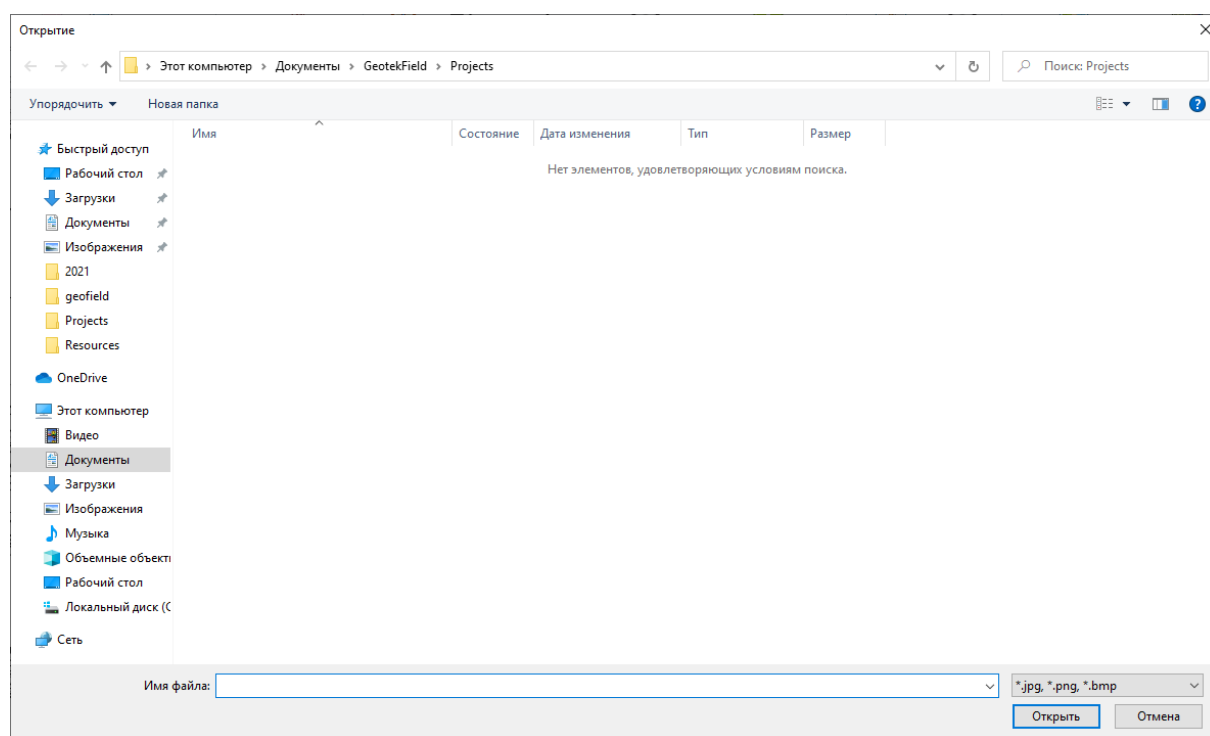 Открытие
Этот компьютер › Документы › GeotekField › Projects
Поиск: Projects
Упорядочить
Новая папка
Имя Состояние Дата изменения Тип Размер
Нет элементов, удовлетворяющих условиям поиска.
Быстрый доступ
Рабочий стол
Загрузки
Документы
Изображения
2021
geofield
Projects
Resources
OneDrive
Этот компьютер
Видео
Документы
Загрузки
Изображения
Музыка
Объемные объекты
Рабочий стол
Локальный диск (C
Сеть
Имя файла:
*.jpg, *.png, *.bmp
Открыть Отмена